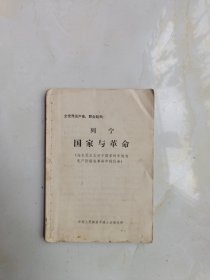 全世界无产者，联合起来！
列宁
国家与革命
（马克思主义关于国家的学说与
无产阶级在革命中的任务）